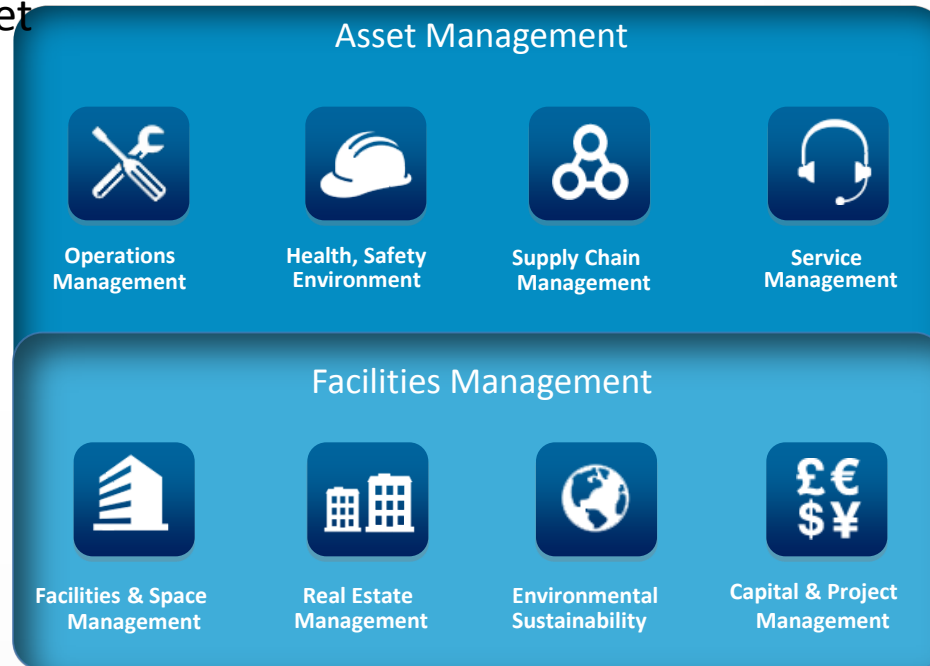 et
Asset Management
Operations
Management
Health, Safety
Environment
Supply Chain
Management
Service
Management
Facilities Management
£€
$¥
Facilities & Space
Management
Real Estate
Management
Environmental
Sustainability
Capital & Project
Management